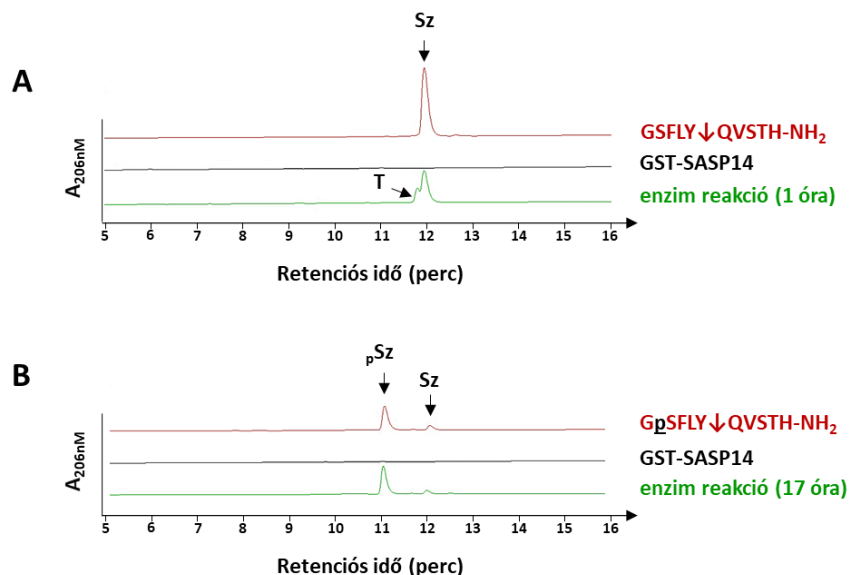 Sz
A
GSFLY↓QVSTH-NH₂
GST-SASP14
T
enzim reakció (1 óra)
A₂₀₆nM
5 6 7 8 9 10 11 12 13 14 15 16
Retenciós idő (perc)
B
pSz
Sz
GpSFLY↓QVSTH-NH₂
GST-SASP14
enzim reakció (17 óra)
A₂₀₆nM
5 6 7 8 9 10 11 12 13 14 15 16
Retenciós idő (perc)